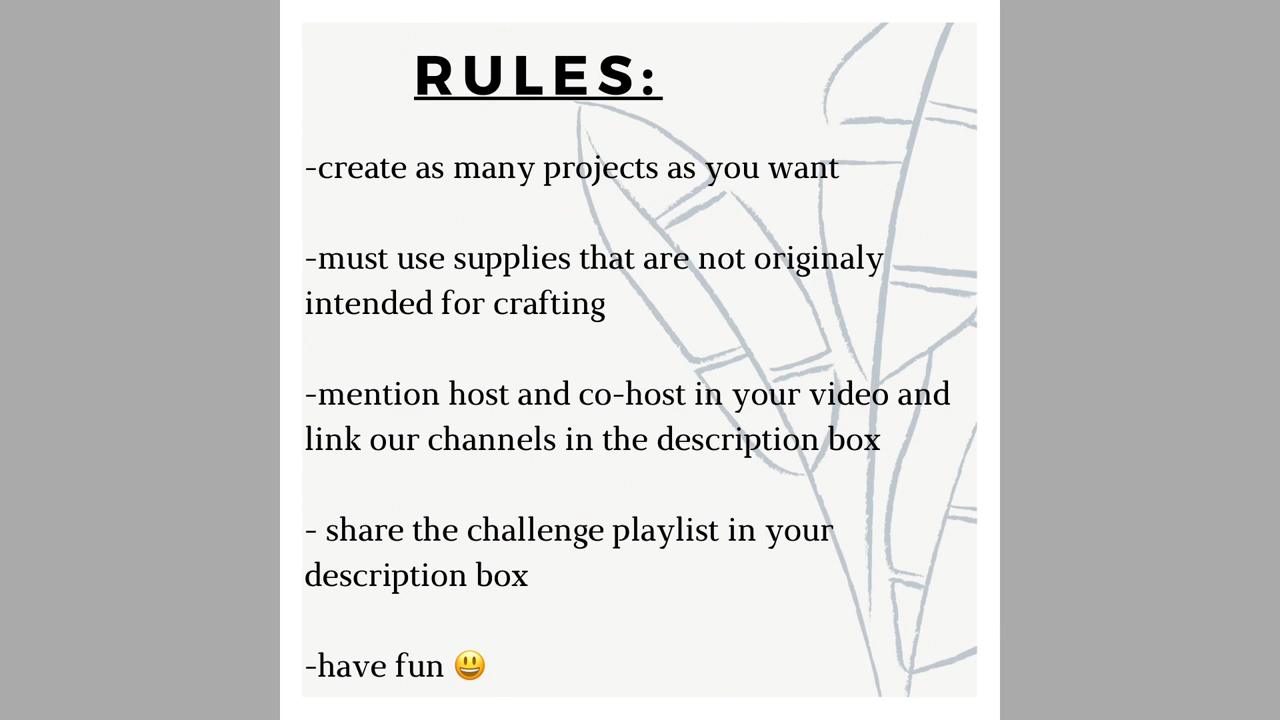 RULES:
-create as many projects as you want
-must use supplies that are not originaly
intended for crafting
-mention host and co-host in your video and
link our channels in the description box
- share the challenge playlist in your
description box
-have fun 😃